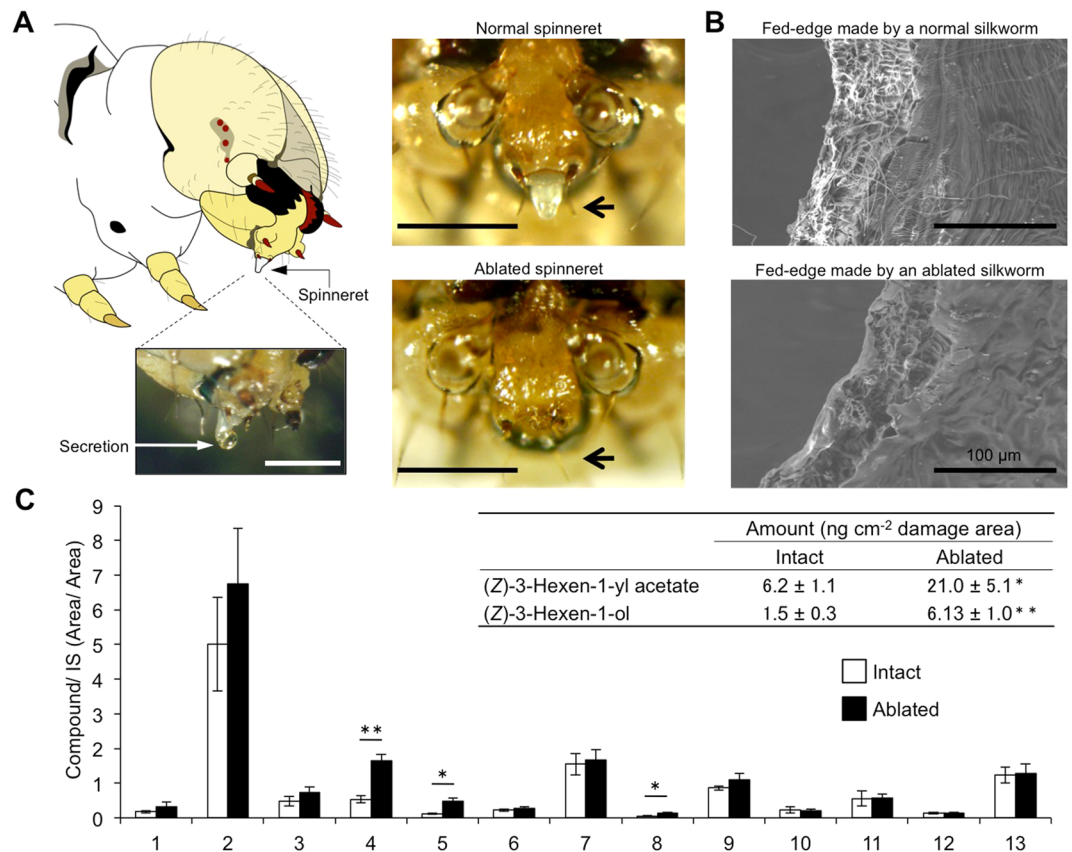 A
Normal spinneret
B
Fed-edge made by a normal silkworm
Ablated spinneret
Fed-edge made by an ablated silkworm
Spinneret
Secretion
100 μm
C
Compound/ IS (Area/ Area)
9
8
7
6
5
4
3
2
1
0
Amount (ng cm-2 damage area)
Intact Ablated
(Z)-3-Hexen-1-yl acetate 6.2 ± 1.1 21.0 ± 5.1 *
(Z)-3-Hexen-1-ol 1.5 ± 0.3 6.13 ± 1.0 * *
Intact
Ablated
** * *
1 2 3 4 5 6 7 8 9 10 11 12 13